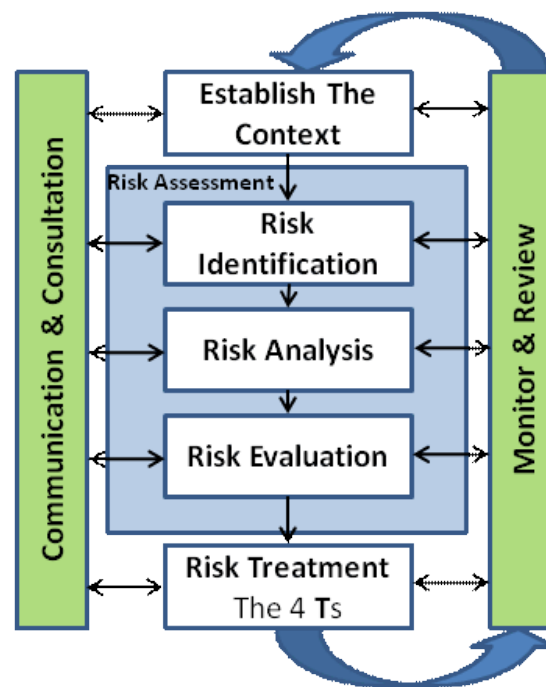 Establish The
Context
Risk Assessment
Risk
Identification
Risk Analysis
Risk Evaluation
Risk Treatment
The 4 Ts
Communication & Consultation
Monitor & Review